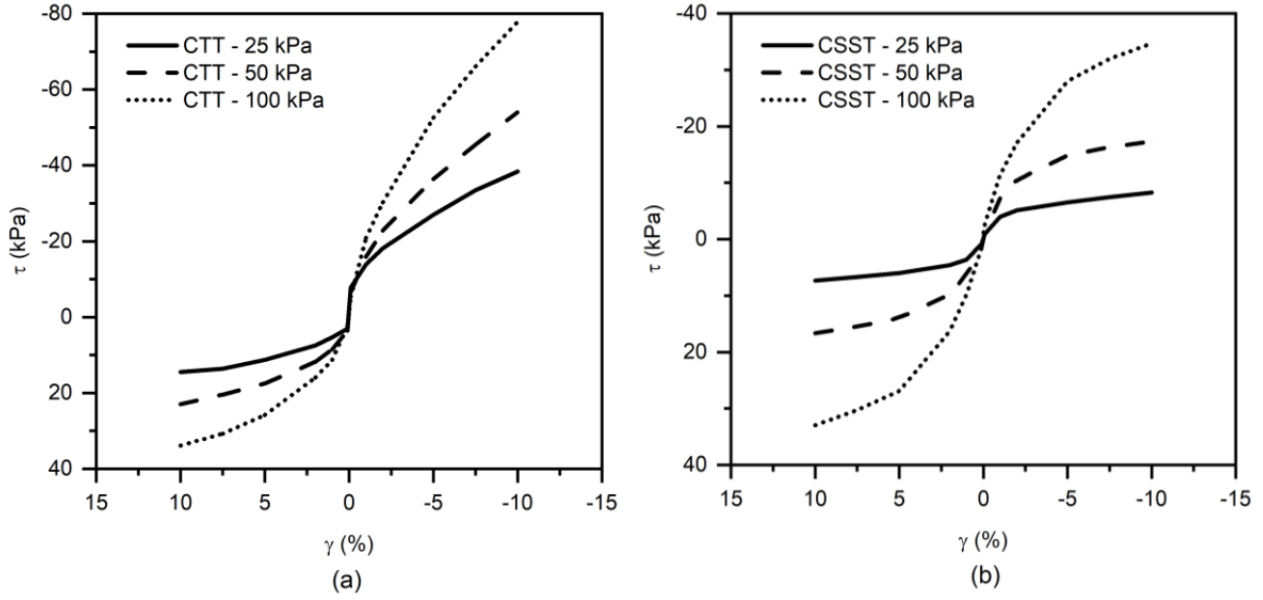 -80
-60
-40
-20
0
20
40
τ (kPa)
CTT - 25 kPa
CTT - 50 kPa
CTT - 100 kPa
15 10 5 0 -5 -10 -15
γ (%)
(a)
-40
-20
0
20
40
τ (kPa)
CSST - 25 kPa
CSST - 50 kPa
CSST - 100 kPa
15 10 5 0 -5 -10 -15
γ (%)
(b)